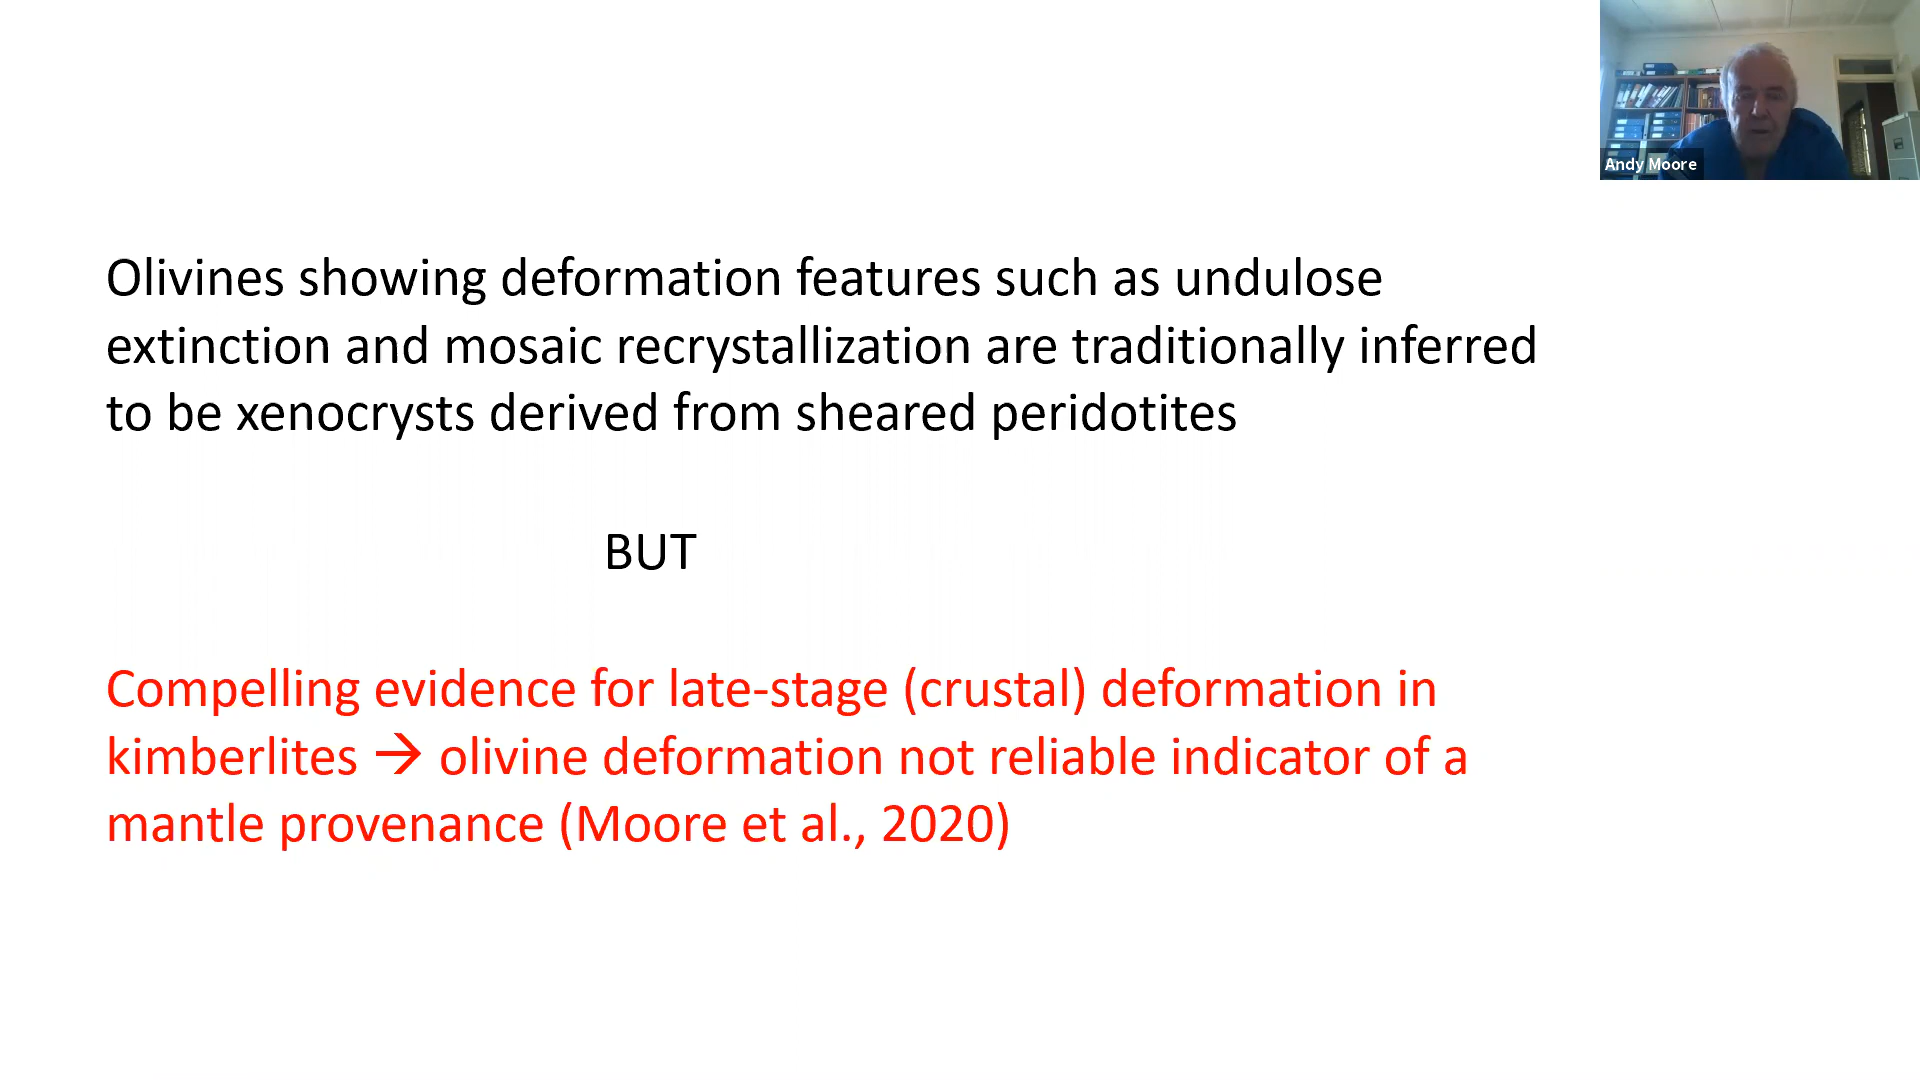 Andy Moore
Olivines showing deformation features such as undulose
extinction and mosaic recrystallization are traditionally inferred
to be xenocrysts derived from sheared peridotites
BUT
Compelling evidence for late-stage (crustal) deformation in
kimberlites → olivine deformation not reliable indicator of a
mantle provenance (Moore et al., 2020)